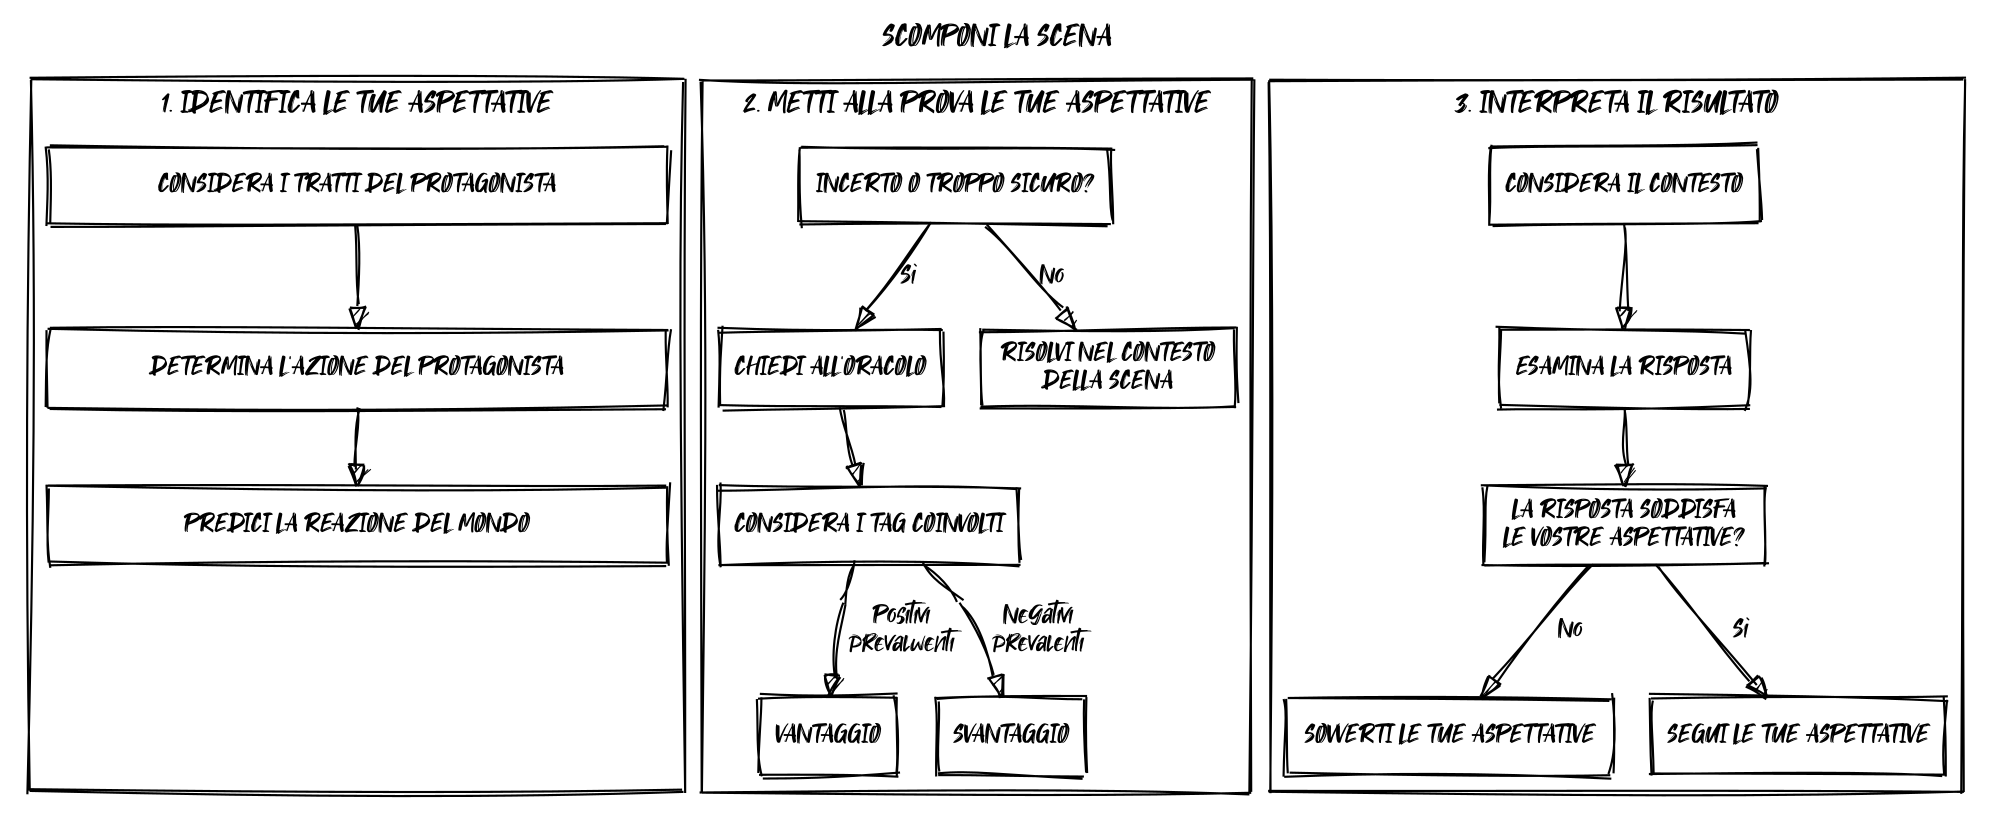 SCOMPONI LA SCENA
1. IDENTIFICA LE TUE ASPETTATIVE
CONSIDERA I TRATTI DEL PROTAGONISTA
DETERMINA L'AZIONE DEL PROTAGONISTA
PREDICI LA REAZIONE DEL MONDO
2. METTI ALLA PROVA LE TUE ASPETTATIVE
INCERTO O TROPPO SICURO?
Sì
No
CHIEDI ALL'ORACOLO
RISOLVI NEL CONTESTO
DELLA SCENA
CONSIDERA I TAG COINVOLTI
Positivi
prevalwenti
Negativi
prevalenti
VANTAGGIO
SVANTAGGIO
3. INTERPRETA IL RISULTATO
CONSIDERA IL CONTESTO
ESAMINA LA RISPOSTA
LA RISPOSTA SODDISFA
LE VOSTRE ASPETTATIVE?
No
Sì
SOVVERTI LE TUE ASPETTATIVE
SEGUI LE TUE ASPETTATIVE